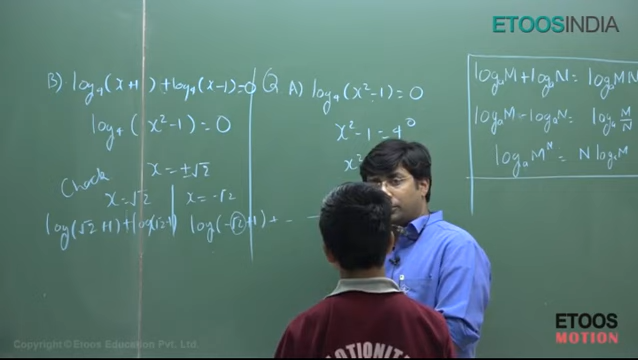 ETOOSINDIA
B) log₄(x+1)+log₄(x-1)=0
log₄(x²-1)=0
x=±√2
Check
x=√2
x=-√2
log(√2+1)+log(√2-1)
log(-√2+1)+--
Q A) log₄(x²-1)=0
x²-1=4⁰
x²
logₐM+logₐN=logₐMN
logₐM-logₐN=logₐ M/N
logₐMᴺ=N logₐM
Copyright © Etoos Education Pvt. Ltd.
ETOOS
MOTION